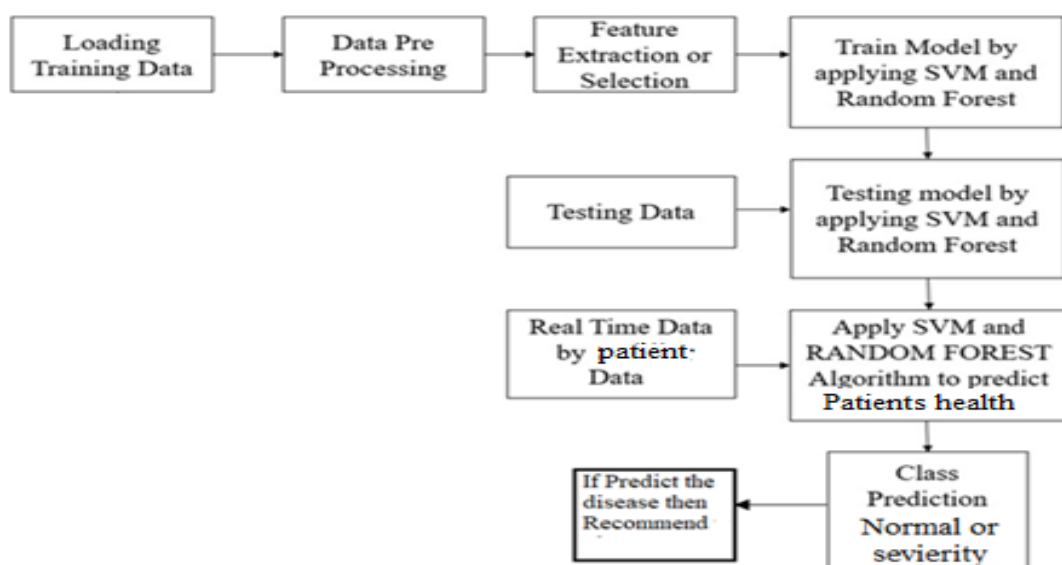 Loading
Training Data
Data Pre
Processing
Feature
Extraction or
Selection
Train Model by
applying SVM and
Random Forest
Testing Data
Testing model by
applying SVM and
Random Forest
Real Time Data
by patient
Data
Apply SVM and
RANDOM FOREST
Algorithm to predict
Patients health
Class
Prediction
Normal or
sevierity
If Predict the
disease then
Recommend